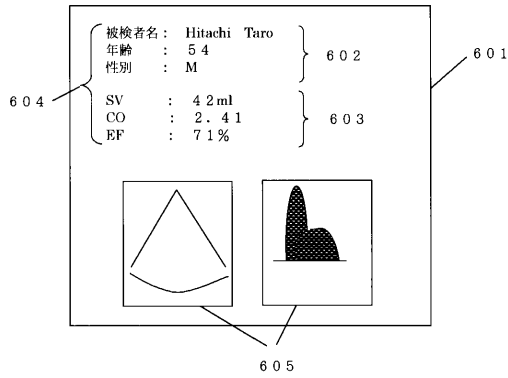 被検者名： Hitachi Taro
年齢 ： ５４
性別 ： M
６０２
６０１
６０４
SV ： ４２ml
CO ： ２．４１
EF ： ７１％
６０３
６０５